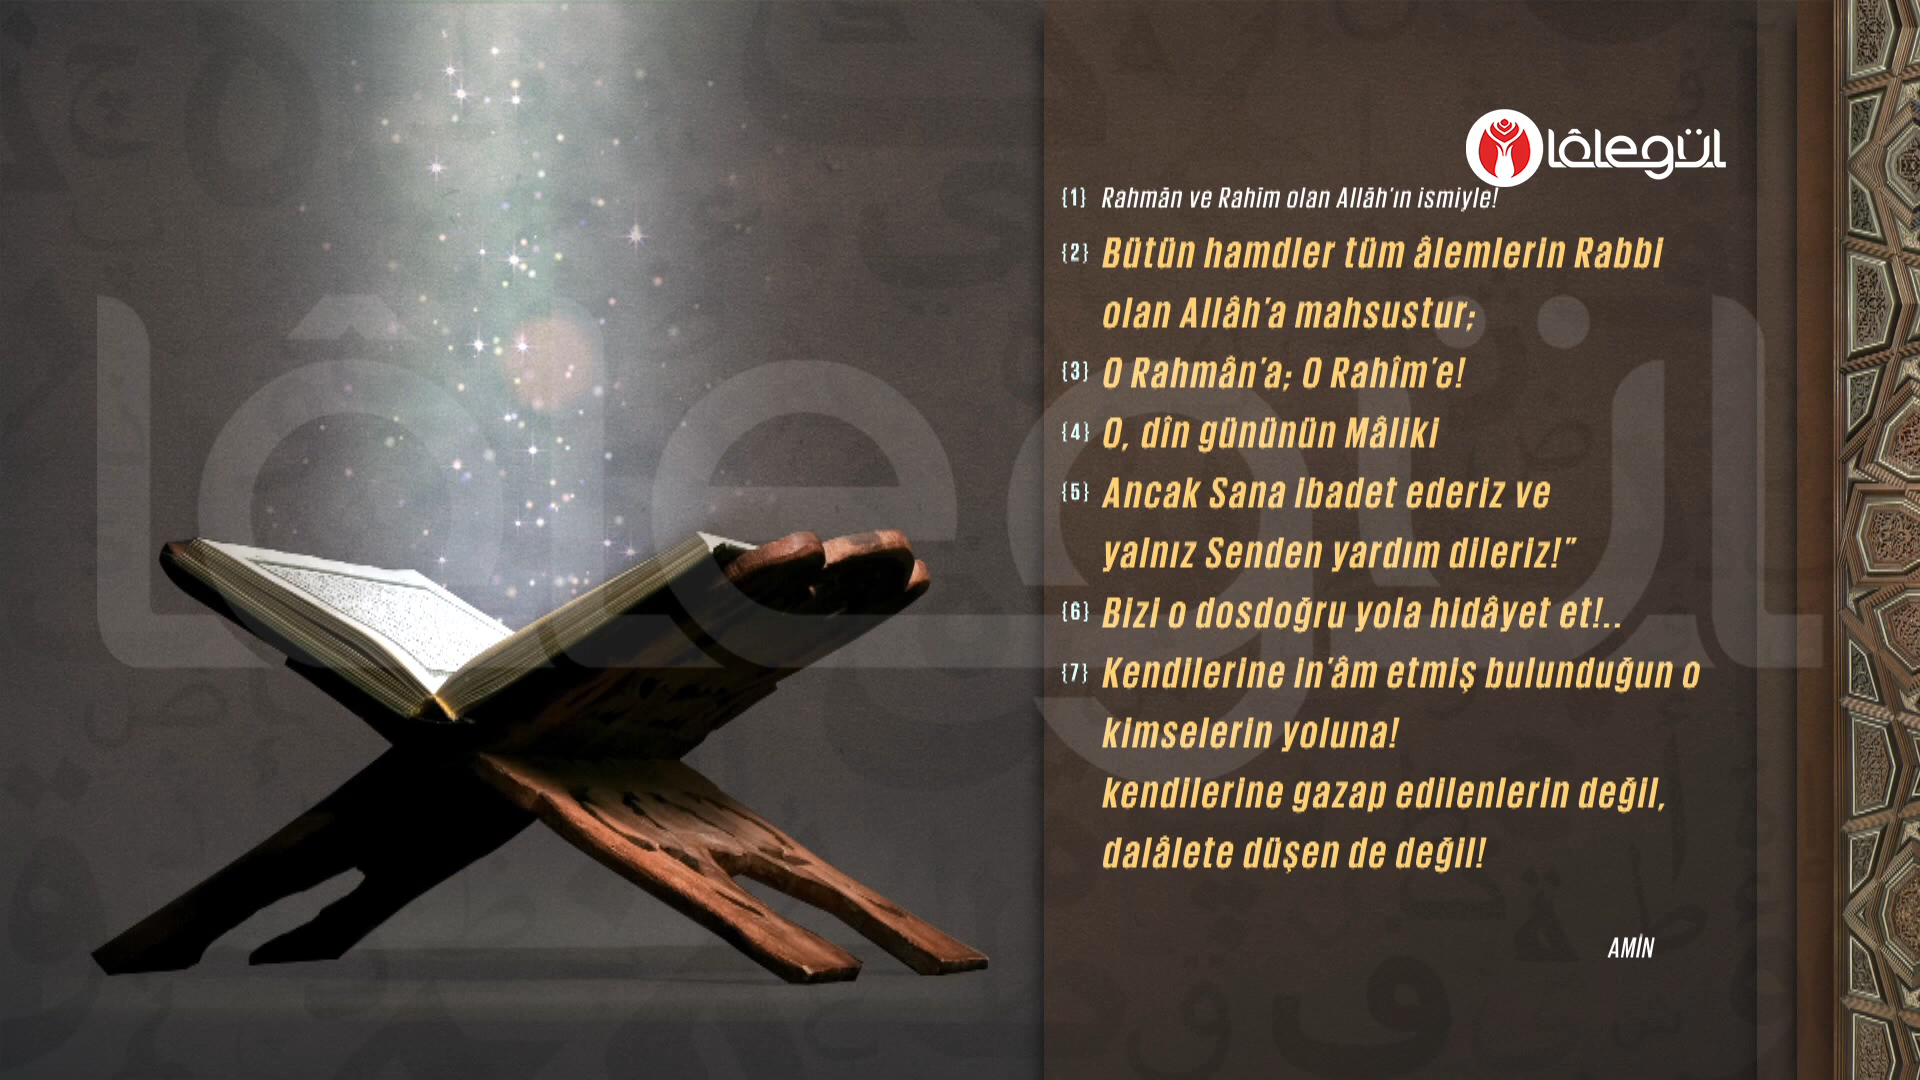 lâlegül
{1} Rahmân ve Rahîm olan Allâh'ın ismiyle!
{2} Bütün hamdler tüm âlemlerin Rabbi
olan Allâh'a mahsustur;
{3} O Rahmân'a; O Rahîm'e!
{4} O, dîn gününün Mâliki
{5} Ancak Sana ibadet ederiz ve
yalnız Senden yardım dileriz!"
{6} Bizi o dosdoğru yola hidâyet et!..
{7} Kendilerine in'âm etmiş bulunduğun o
kimselerin yoluna!
kendilerine gazap edilenlerin değil,
dalâlete düşen de değil!
AMİN
lâlegül